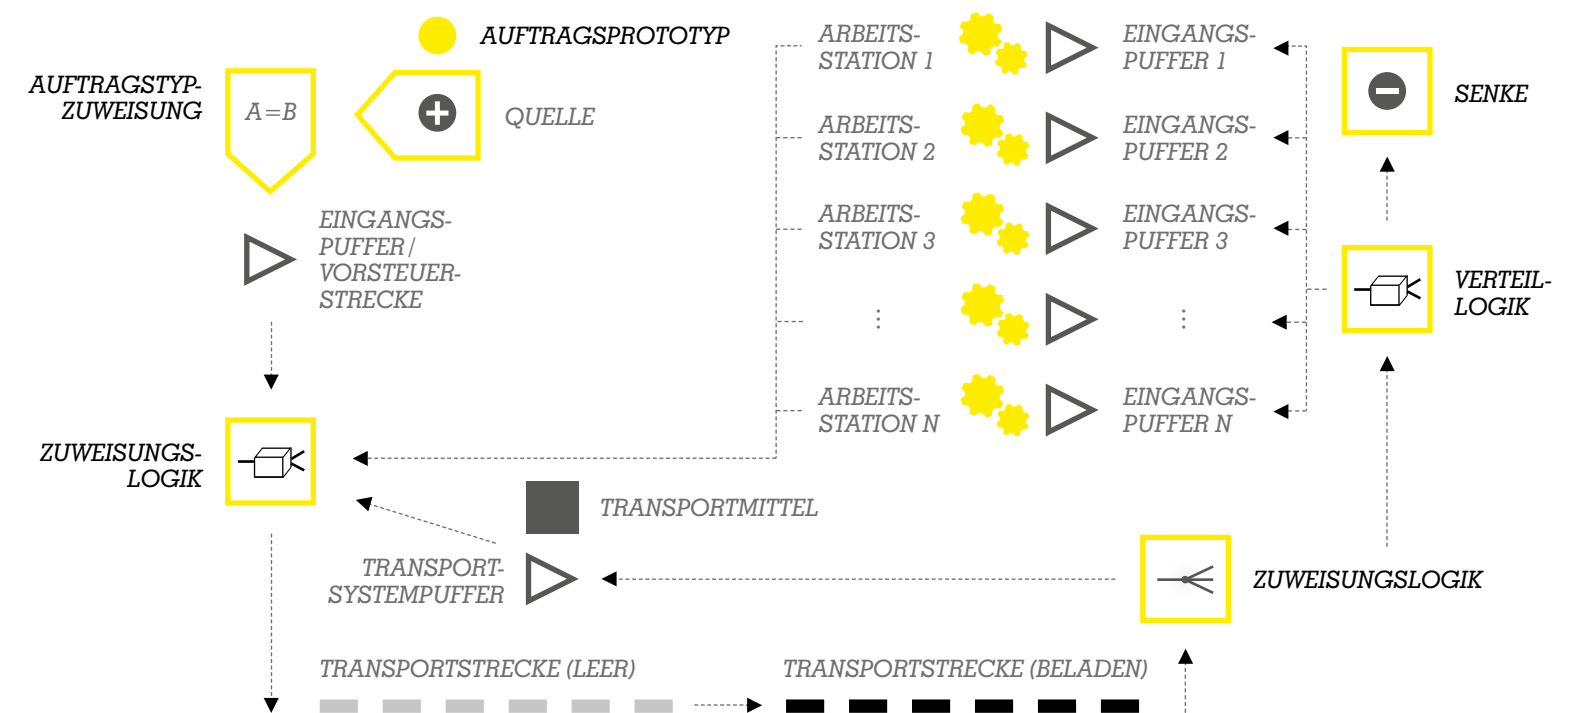 AUFTRAGSPROTOTYP
AUFTRAGSTYP-
ZUWEISUNG
A=B
QUELLE
EINGANGS-
PUFFER /
VORSTEUER-
STRECKE
ZUWEISUNGS-
LOGIK
ARBEITS-
STATION 1
EINGANGS-
PUFFER 1
ARBEITS-
STATION 2
EINGANGS-
PUFFER 2
ARBEITS-
STATION 3
EINGANGS-
PUFFER 3
⋮
⋮
ARBEITS-
STATION N
EINGANGS-
PUFFER N
SENKE
VERTEIL-
LOGIK
TRANSPORTMITTEL
TRANSPORT-
SYSTEMPUFFER
ZUWEISUNGSLOGIK
TRANSPORTSTRECKE (LEER)
TRANSPORTSTRECKE (BELADEN)